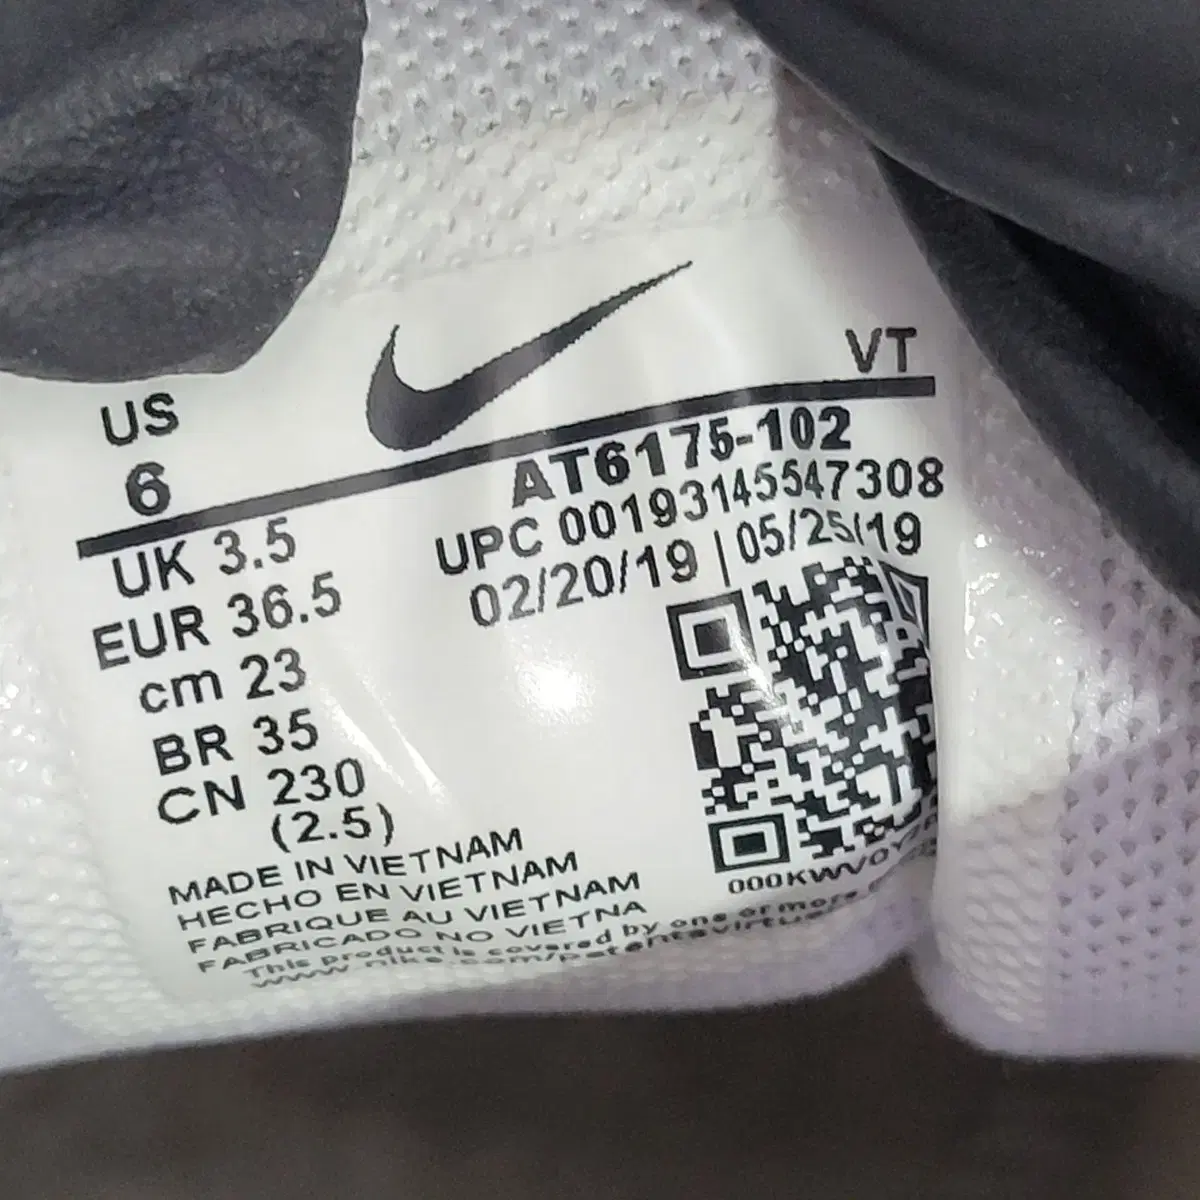 US
6
VT
AT6175-102
UPC 00193145547308
02/20/19 | 05/25/19
UK 3.5
EUR 36.5
cm 23
BR 35
CN 230
(2.5)
MADE IN VIETNAM
HECHO EN VIETNAM
FABRIQUE AU VIETNAM
FABRICADO NO VIETNA
This product is covered by one or more
www.nike.com/patents